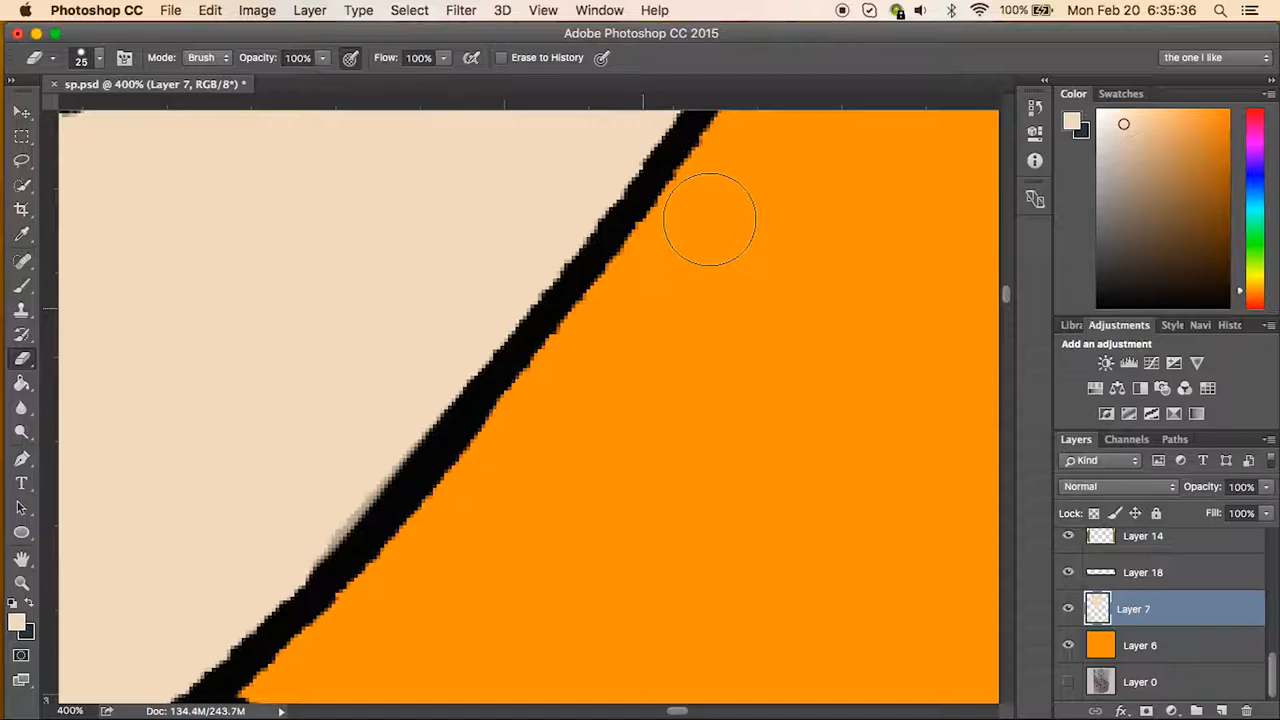 Photoshop CC File Edit Image Layer Type Select Filter 3D View Window Help 100% Mon Feb 20 6:35:36
Adobe Photoshop CC 2015
25 Mode: Brush Opacity: 100% Flow: 100% Erase to History the one I like
× sp.psd @ 400% (Layer 7, RGB/8*) *
Color Swatches
Libra Adjustments Style Navi Histo
Add an adjustment
Layers Channels Paths
Kind
Normal Opacity: 100%
Lock: Fill: 100%
Layer 14
Layer 18
Layer 7
Layer 6
Layer 0
3
400% Doc: 134.4M/243.7M